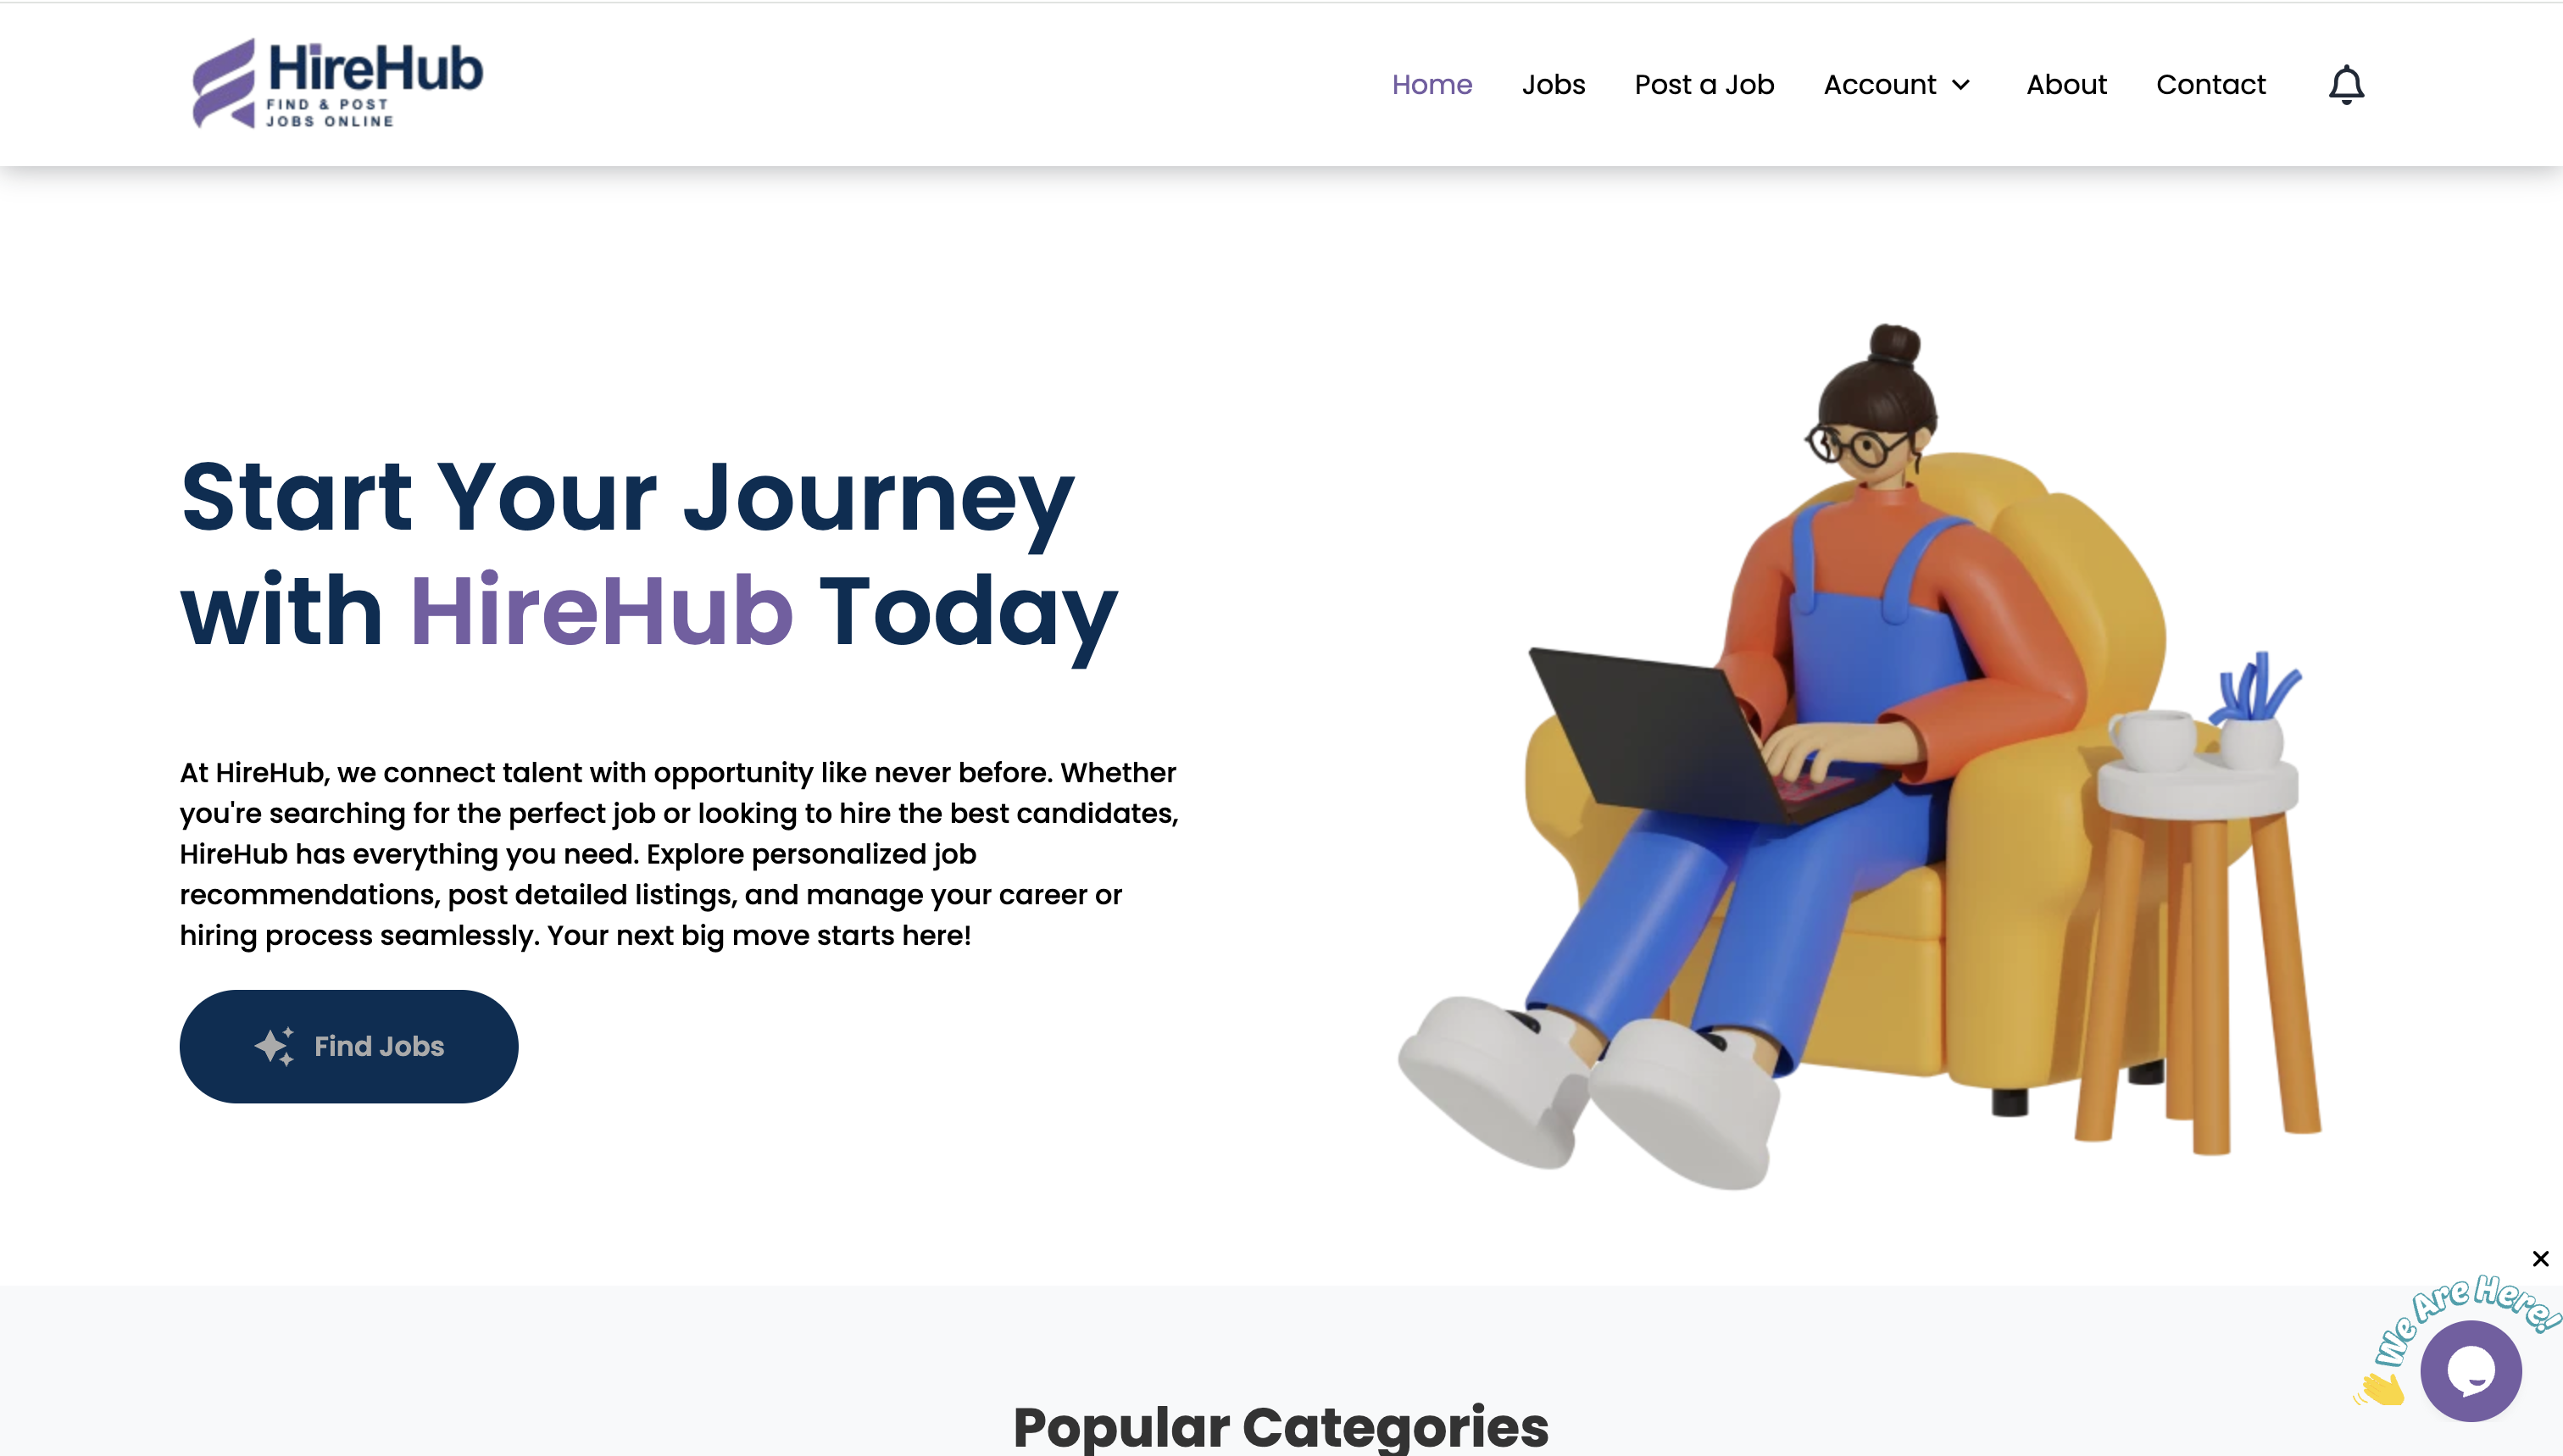 HireHub
FIND & POST
JOBS ONLINE
Home
Jobs
Post a Job
Account
About
Contact
Start Your Journey
with HireHub Today
At HireHub, we connect talent with opportunity like never before. Whether
you're searching for the perfect job or looking to hire the best candidates,
HireHub has everything you need. Explore personalized job
recommendations, post detailed listings, and manage your career or
hiring process seamlessly. Your next big move starts here!
Find Jobs
We Are Here!
Popular Categories